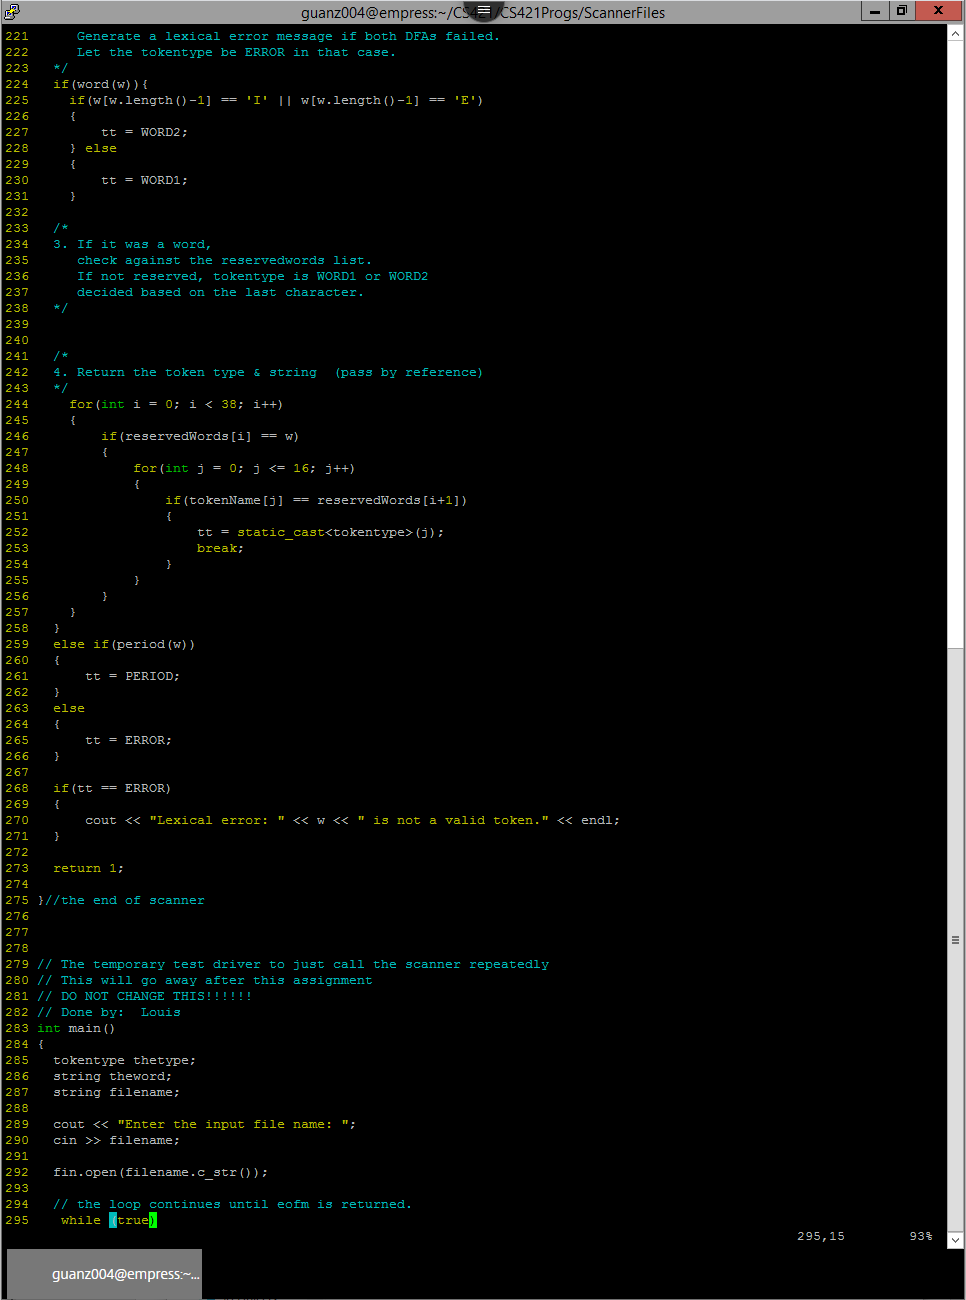 guanz004@empress:~/CS421/CS421Progs/ScannerFiles
221      Generate a lexical error message if both DFAs failed.
222      Let the tokentype be ERROR in that case.
223   */
224   if(word(w)){
225     if(w[w.length()-1] == 'I' || w[w.length()-1] == 'E')
226     {
227         tt = WORD2;
228     } else
229     {
230         tt = WORD1;
231     }
232
233   /*
234   3. If it was a word,
235      check against the reservedwords list.
236      If not reserved, tokentype is WORD1 or WORD2
237      decided based on the last character.
238   */
239
240
241   /*
242   4. Return the token type & string  (pass by reference)
243   */
244     for(int i = 0; i < 38; i++)
245     {
246         if(reservedWords[i] == w)
247         {
248             for(int j = 0; j <= 16; j++)
249             {
250                 if(tokenName[j] == reservedWords[i+1])
251                 {
252                     tt = static_cast<tokentype>(j);
253                     break;
254                 }
255             }
256         }
257     }
258   }
259   else if(period(w))
260   {
261       tt = PERIOD;
262   }
263   else
264   {
265       tt = ERROR;
266   }
267
268   if(tt == ERROR)
269   {
270       cout << "Lexical error: " << w << " is not a valid token." << endl;
271   }
272
273   return 1;
274
275 }//the end of scanner
276
277
278
279 // The temporary test driver to just call the scanner repeatedly
280 // This will go away after this assignment
281 // DO NOT CHANGE THIS!!!!!!
282 // Done by:  Louis
283 int main()
284 {
285   tokentype thetype;
286   string theword;
287   string filename;
288
289   cout << "Enter the input file name: ";
290   cin >> filename;
291
292   fin.open(filename.c_str());
293
294   // the loop continues until eofm is returned.
295    while (true)
295,15        93%
guanz004@empress:~...